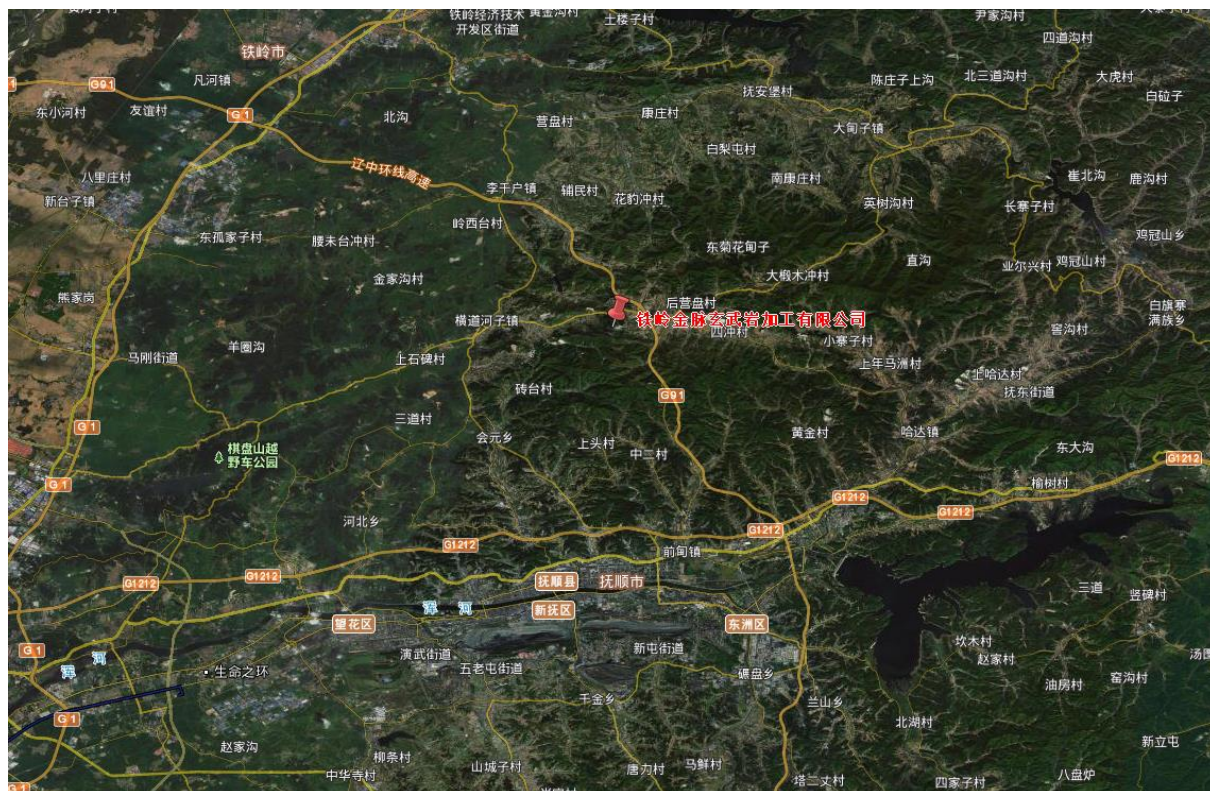 铁岭经济技术
开发区街道
黄金沟村
土楼子村
尹家沟村
四道沟村
铁岭市
凡河镇
G91
友谊村
东小河村
G1
北沟
营盘村
康庄村
抚安堡村
陈庄子上沟
北三道沟村
大虎村
白砬子
大甸子镇
白梨屯村
辽中环线高速
八里庄村
新台子镇
李千户镇
辅民村
花豹冲村
南康庄村
英树沟村
崔北沟
鹿沟村
长寨子村
岭西台村
东孤家子村
腰未台冲村
东菊花甸子
鸡冠山乡
金家沟村
大椴木冲村
直沟
业尔兴村
鸡冠山村
熊家岗
后营盘村
白旗寨
满族乡
横道河子镇
铁岭金脉玄武岩加工有限公司
四冲村
小寨子村
窖沟村
马刚街道
羊圈沟
上石碑村
上年马洲村
上哈达村
抚东街道
砖台村
G91
三道村
G1
会元乡
上头村
中二村
黄金村
哈达镇
东大沟
棋盘山越
野车公园
G1212
G1
榆树村
G1212
G1212
河北乡
G1212
G1212
前甸镇
G1212
G1212
抚顺县
抚顺市
三道
竖碑村
浑河
新抚区
望花区
东洲区
G1
浑河
演武街道
五老屯街道
新屯街道
坎木村
赵家村
生命之环
碾盘乡
油房村
窑沟村
千金乡
兰山乡
G1
北湖村
赵家沟
新立屯
柳条村
中华寺村
山城子村
唐力村
马鲜村
塔二丈村
四家子村
八盘炉